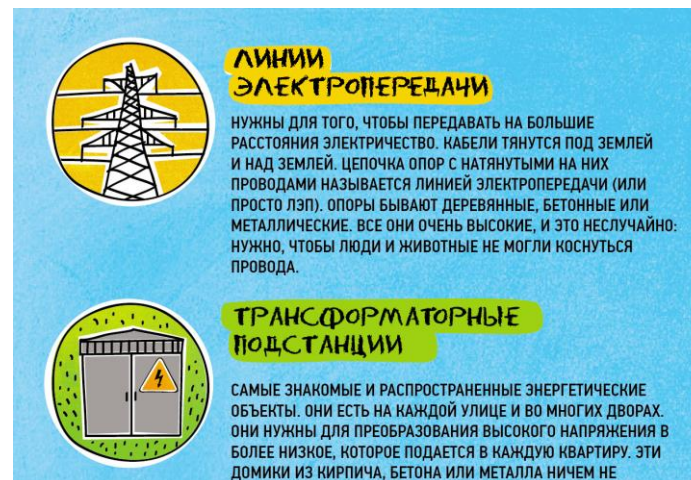 ЛИНИИ
ЭЛЕКТРОПЕРЕДАЧИ
НУЖНЫ ДЛЯ ТОГО, ЧТОБЫ ПЕРЕДАВАТЬ НА БОЛЬШИЕ
РАССТОЯНИЯ ЭЛЕКТРИЧЕСТВО. КАБЕЛИ ТЯНУТСЯ ПОД ЗЕМЛЕЙ
И НАД ЗЕМЛЕЙ. ЦЕПОЧКА ОПОР С НАТЯНУТЫМИ НА НИХ
ПРОВОДАМИ НАЗЫВАЕТСЯ ЛИНИЕЙ ЭЛЕКТРОПЕРЕДАЧИ (ИЛИ
ПРОСТО ЛЭП). ОПОРЫ БЫВАЮТ ДЕРЕВЯННЫЕ, БЕТОННЫЕ ИЛИ
МЕТАЛЛИЧЕСКИЕ. ВСЕ ОНИ ОЧЕНЬ ВЫСОКИЕ, И ЭТО НЕСЛУЧАЙНО:
НУЖНО, ЧТОБЫ ЛЮДИ И ЖИВОТНЫЕ НЕ МОГЛИ КОСНУТЬСЯ
ПРОВОДА.
ТРАНСФОРМАТОРНЫЕ
ПОДСТАНЦИИ
САМЫЕ ЗНАКОМЫЕ И РАСПРОСТРАНЕННЫЕ ЭНЕРГЕТИЧЕСКИЕ
ОБЪЕКТЫ. ОНИ ЕСТЬ НА КАЖДОЙ УЛИЦЕ И ВО МНОГИХ ДВОРАХ.
ОНИ НУЖНЫ ДЛЯ ПРЕОБРАЗОВАНИЯ ВЫСОКОГО НАПРЯЖЕНИЯ В
БОЛЕЕ НИЗКОЕ, КОТОРОЕ ПОДАЕТСЯ В КАЖДУЮ КВАРТИРУ. ЭТИ
ДОМИКИ ИЗ КИРПИЧА, БЕТОНА ИЛИ МЕТАЛЛА НИЧЕМ НЕ